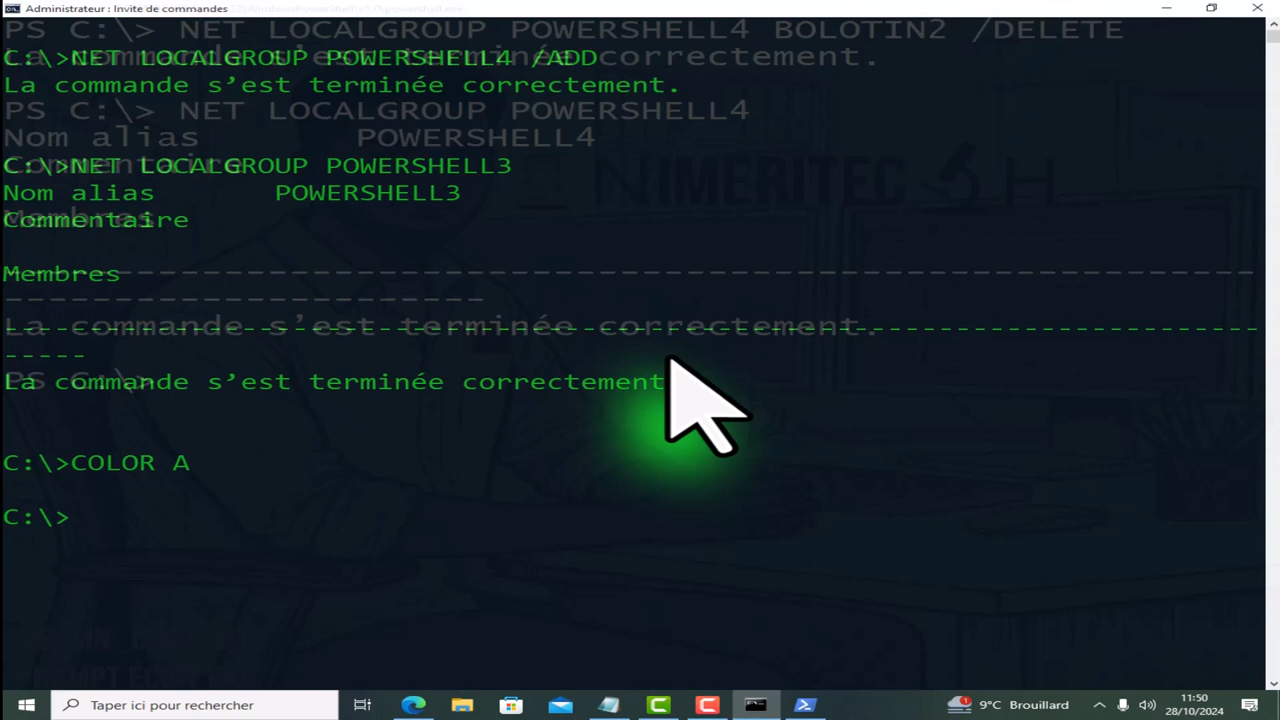 Administrateur : Invite de commandes
PS C:\> NET LOCALGROUP POWERSHELL4 BOLOTIN2 /DELETE
La commande s'est terminée correctement.
C:\>NET LOCALGROUP POWERSHELL4 /ADD
La commande s'est terminée correctement.
PS C:\> NET LOCALGROUP POWERSHELL4
Nom alias POWERSHELL4
Commentaire
C:\>NET LOCALGROUP POWERSHELL3
Nom alias POWERSHELL3
Membres
Commentaire
Membres
-------------------------------------------------------------------------------
La commande s'est terminée correctement.
-------------------------------------------------------------------------------
PS C:\>
La commande s'est terminée correctement
C:\>COLOR A
C:\>
Taper ici pour rechercher
9°C Brouillard
11:50
28/10/2024